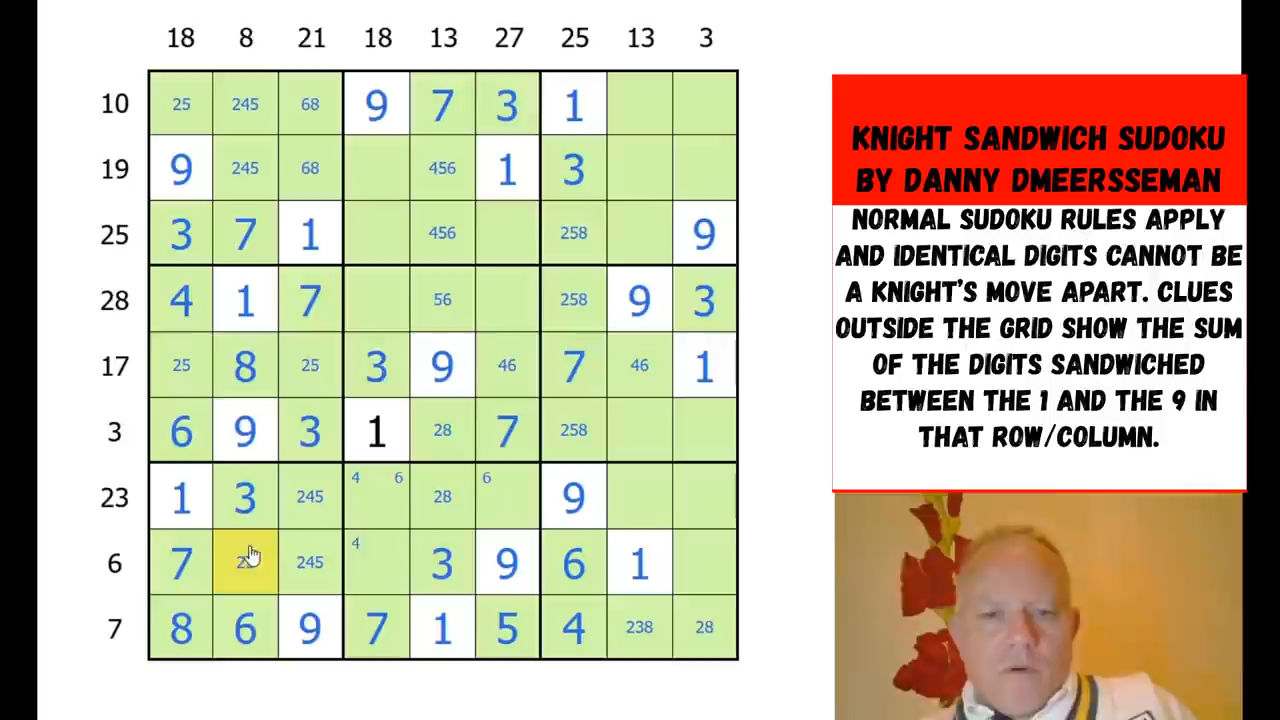 18 8 21 18 13 27 25 13 3
10 25 245 68 9 7 3 1
19 9 245 68 456 1 3
25 3 7 1 456 258 9
28 4 1 7 56 258 9 3
17 25 8 25 3 9 46 7 46 1
3 6 9 3 1 28 7 258
23 1 3 245 4 6 28 6 9
6 7 245 4 3 9 6 1
7 8 6 9 7 1 5 4 238 28
KNIGHT SANDWICH SUDOKU
BY DANNY DMEERSSEMAN
NORMAL SUDOKU RULES APPLY
AND IDENTICAL DIGITS CANNOT BE
A KNIGHT'S MOVE APART. CLUES
OUTSIDE THE GRID SHOW THE SUM
OF THE DIGITS SANDWICHED
BETWEEN THE 1 AND THE 9 IN
THAT ROW/COLUMN.